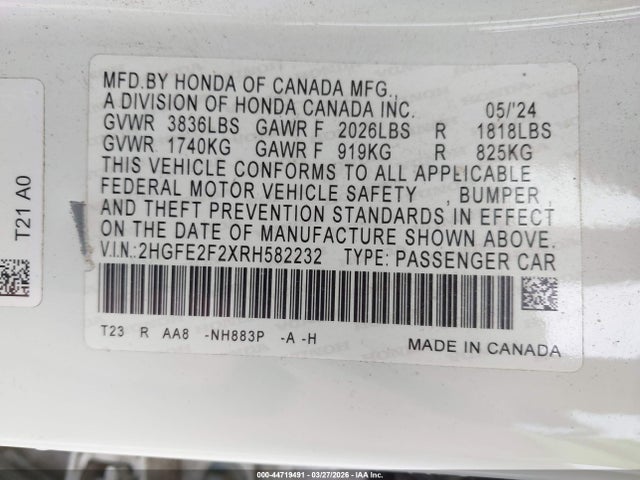 MFD.BY HONDA OF CANADA MFG.,
A DIVISION OF HONDA CANADA INC. 05/'24
GVWR 3836LBS GAWR F 2026LBS R 1818LBS
GVWR 1740KG GAWR F 919KG R 825KG
THIS VEHICLE CONFORMS TO ALL APPLICABLE
FEDERAL MOTOR VEHICLE SAFETY , BUMPER ,
AND THEFT PREVENTION STANDARDS IN EFFECT
ON THE DATE OF MANUFACTURE SHOWN ABOVE.
V.I.N.:2HGFE2F2XRH582232 TYPE: PASSENGER CAR
T23 R AA8 -NH883P -A -H
MADE IN CANADA
T21 A0
000-44719491 - 03/27/2026 - IAA Inc.